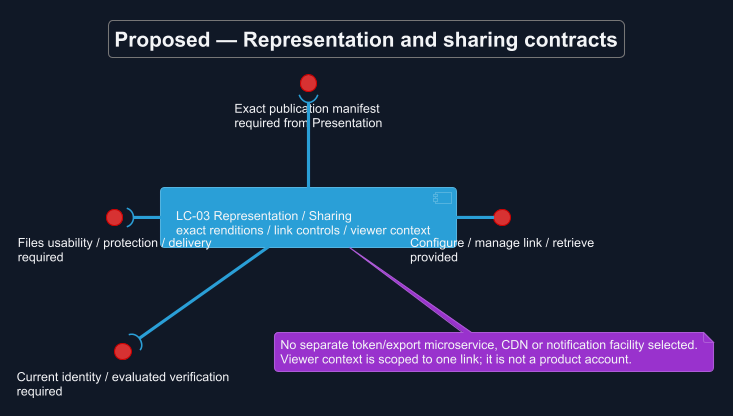 Proposed — Representation and sharing contracts
Exact publication manifest
required from Presentation
LC-03 Representation / Sharing
exact renditions / link controls / viewer context
Files usability / protection / delivery
required
Configure / manage link / retrieve
provided
No separate token/export microservice, CDN or notification facility selected.
Viewer context is scoped to one link; it is not a product account.
Current identity / evaluated verification
required